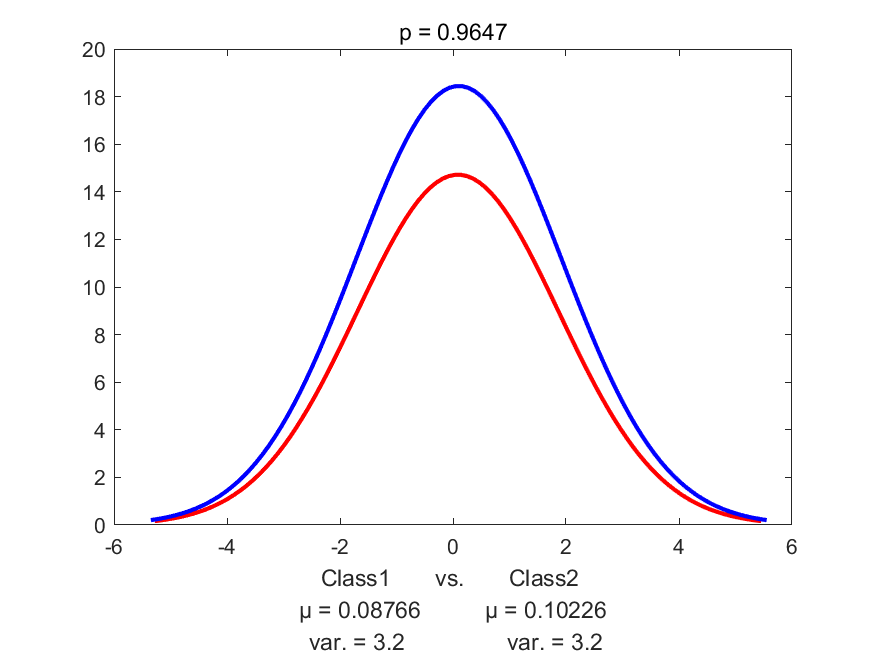 p = 0.9647
20
18
16
14
12
10
8
6
4
2
0
-6 -4 -2 0 2 4 6
Class1 vs. Class2
μ = 0.08766 μ = 0.10226
var. = 3.2 var. = 3.2